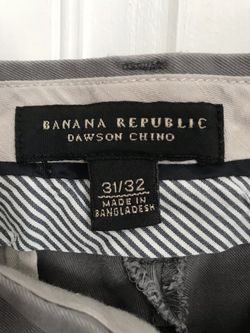 BANANA REPUBLIC
DAWSON CHINO
31/32
MADE IN
BANGLADESH